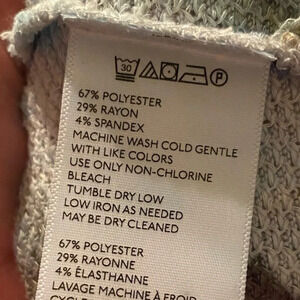 30 P
67% POLYESTER
29% RAYON
4% SPANDEX
MACHINE WASH COLD GENTLE
WITH LIKE COLORS
USE ONLY NON-CHLORINE
BLEACH
TUMBLE DRY LOW
LOW IRON AS NEEDED
MAY BE DRY CLEANED
67% POLYESTER
29% RAYONNE
4% ÉLASTHANNE
LAVAGE MACHINE À FROID